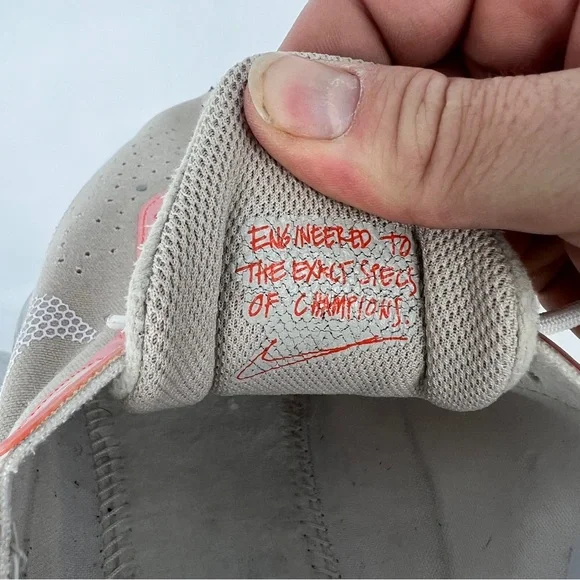 ENGINEERED TO
THE EXACT SPECS
OF CHAMPIONS.